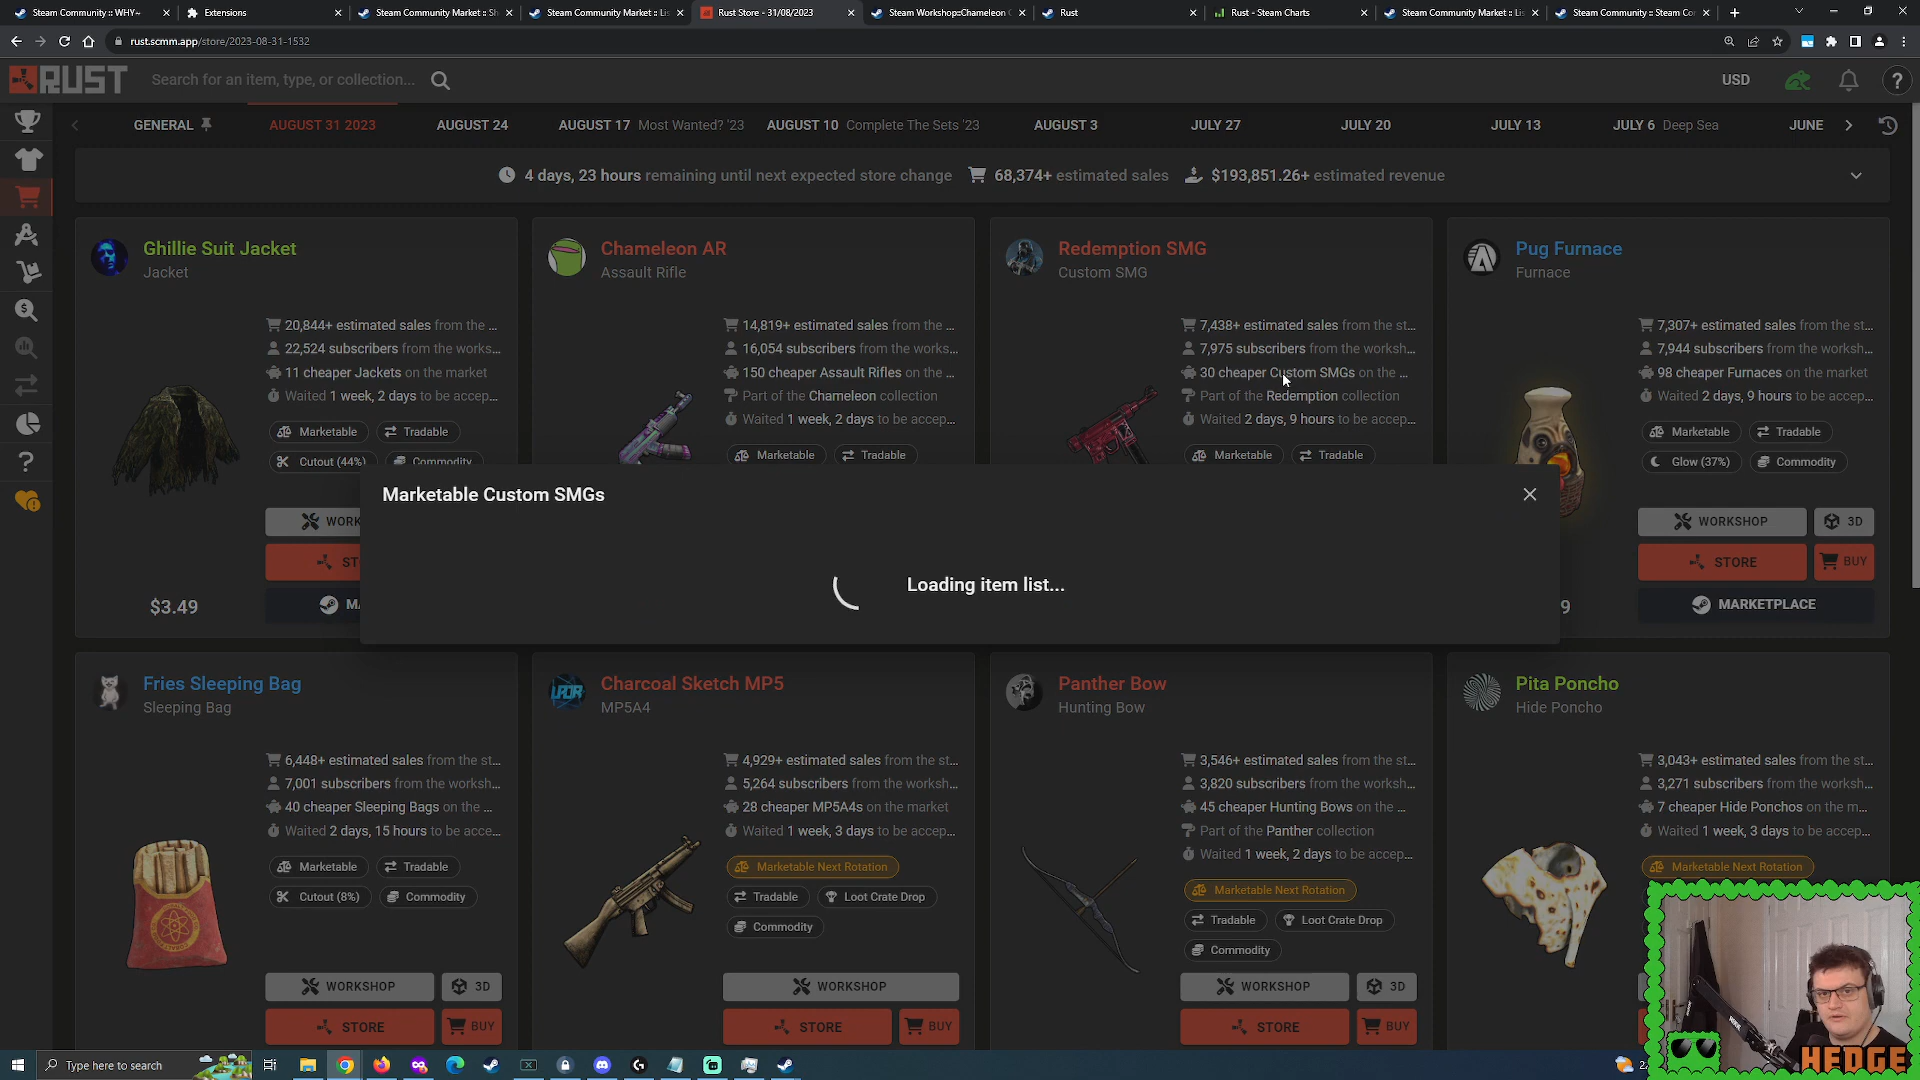 Steam Community :: WHY~
Extensions
Steam Community Market :: Sh
Steam Community Market :: Lis
Rust Store - 31/08/2023
Steam Workshop::Chameleon
Rust
Rust - Steam Charts
Steam Community Market :: Lis
Steam Community :: Steam Co
rust.scmm.app/store/2023-08-31-1532
RUST
Search for an item, type, or collection...
USD
GENERAL
AUGUST 31 2023
AUGUST 24
AUGUST 17 Most Wanted? '23
AUGUST 10 Complete The Sets '23
AUGUST 3
JULY 27
JULY 20
JULY 13
JULY 6 Deep Sea
JUNE
4 days, 23 hours remaining until next expected store change
68,374+ estimated sales
$193,851.26+ estimated revenue
Ghillie Suit Jacket
Jacket
20,844+ estimated sales from the ...
22,524 subscribers from the works...
11 cheaper Jackets on the market
Waited 1 week, 2 days to be accep...
Marketable
Tradable
Cutout (44%)
Commodity
WORK
ST
$3.49
MA
Chameleon AR
Assault Rifle
14,819+ estimated sales from the ...
16,054 subscribers from the works...
150 cheaper Assault Rifles on the ...
Part of the Chameleon collection
Waited 1 week, 2 days to be accep...
Marketable
Tradable
Redemption SMG
Custom SMG
7,438+ estimated sales from the st...
7,975 subscribers from the worksh...
30 cheaper Custom SMGs on the ...
Part of the Redemption collection
Waited 2 days, 9 hours to be accep...
Marketable
Tradable
Pug Furnace
Furnace
7,307+ estimated sales from the st...
7,944 subscribers from the worksh...
98 cheaper Furnaces on the market
Waited 2 days, 9 hours to be accep...
Marketable
Tradable
Glow (37%)
Commodity
WORKSHOP
3D
STORE
BUY
9
MARKETPLACE
Marketable Custom SMGs
Loading item list...
Fries Sleeping Bag
Sleeping Bag
6,448+ estimated sales from the st...
7,001 subscribers from the worksh...
40 cheaper Sleeping Bags on the ...
Waited 2 days, 15 hours to be acce...
Marketable
Tradable
Cutout (8%)
Commodity
WORKSHOP
3D
STORE
BUY
Charcoal Sketch MP5
MP5A4
4,929+ estimated sales from the st...
5,264 subscribers from the worksh...
28 cheaper MP5A4s on the market
Waited 1 week, 3 days to be accep...
Marketable Next Rotation
Tradable
Loot Crate Drop
Commodity
WORKSHOP
STORE
BUY
Panther Bow
Hunting Bow
3,546+ estimated sales from the st...
3,820 subscribers from the worksh...
45 cheaper Hunting Bows on the ...
Part of the Panther collection
Waited 1 week, 2 days to be accep...
Marketable Next Rotation
Tradable
Loot Crate Drop
Commodity
WORKSHOP
3D
STORE
BUY
Pita Poncho
Hide Poncho
3,043+ estimated sales from the st...
3,271 subscribers from the worksh...
7 cheaper Hide Ponchos on the m...
Waited 1 week, 3 days to be accep...
Marketable Next Rotation
HEDGE
Type here to search